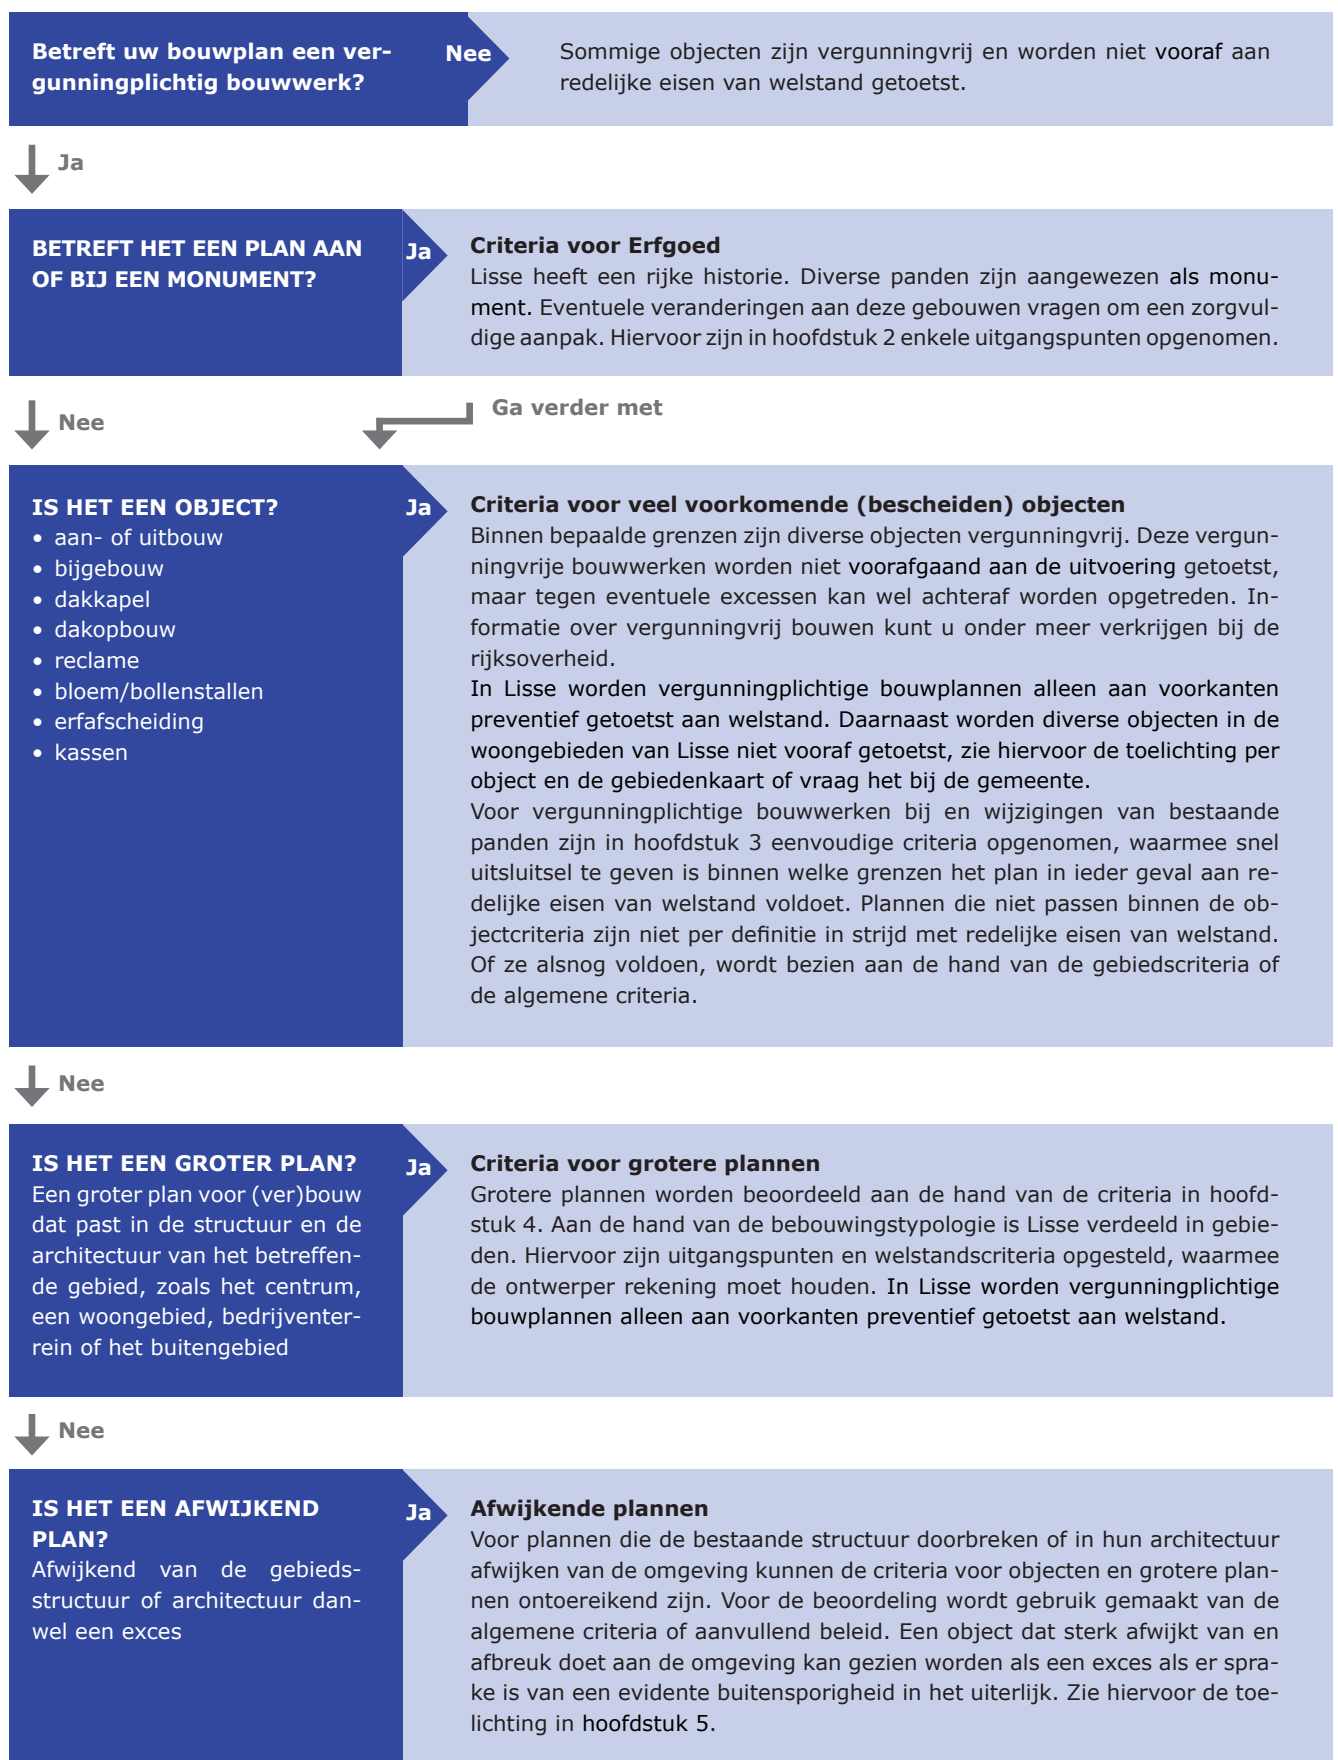 Betreft uw bouwplan een ver-
gunningplichtig bouwwerk?
Nee
Sommige objecten zijn vergunningvrij en worden niet vooraf aan
redelijke eisen van welstand getoetst.
Ja
BETREFT HET EEN PLAN AAN
OF BIJ EEN MONUMENT?
Ja
Criteria voor Erfgoed
Lisse heeft een rijke historie. Diverse panden zijn aangewezen als monu-
ment. Eventuele veranderingen aan deze gebouwen vragen om een zorgvul-
dige aanpak. Hiervoor zijn in hoofdstuk 2 enkele uitgangspunten opgenomen.
Nee
Ga verder met
IS HET EEN OBJECT?
• aan- of uitbouw
• bijgebouw
• dakkapel
• dakopbouw
• reclame
• bloem/bollenstallen
• erfafscheiding
• kassen
Ja
Criteria voor veel voorkomende (bescheiden) objecten
Binnen bepaalde grenzen zijn diverse objecten vergunningvrij. Deze vergun-
ningvrije bouwwerken worden niet voorafgaand aan de uitvoering getoetst,
maar tegen eventuele excessen kan wel achteraf worden opgetreden. In-
formatie over vergunningvrij bouwen kunt u onder meer verkrijgen bij de
rijksoverheid.
In Lisse worden vergunningplichtige bouwplannen alleen aan voorkanten
preventief getoetst aan welstand. Daarnaast worden diverse objecten in de
woongebieden van Lisse niet vooraf getoetst, zie hiervoor de toelichting per
object en de gebiedenkaart of vraag het bij de gemeente.
Voor vergunningplichtige bouwwerken bij en wijzigingen van bestaande
panden zijn in hoofdstuk 3 eenvoudige criteria opgenomen, waarmee snel
uitsluitsel te geven is binnen welke grenzen het plan in ieder geval aan re-
delijke eisen van welstand voldoet. Plannen die niet passen binnen de ob-
jectcriteria zijn niet per definitie in strijd met redelijke eisen van welstand.
Of ze alsnog voldoen, wordt bezien aan de hand van de gebiedscriteria of
de algemene criteria.
Nee
IS HET EEN GROTER PLAN?
Een groter plan voor (ver)bouw
dat past in de structuur en de
architectuur van het betreffen-
de gebied, zoals het centrum,
een woongebied, bedrijventer-
rein of het buitengebied
Ja
Criteria voor grotere plannen
Grotere plannen worden beoordeeld aan de hand van de criteria in hoofd-
stuk 4. Aan de hand van de bebouwingstypologie is Lisse verdeeld in gebie-
den. Hiervoor zijn uitgangspunten en welstandscriteria opgesteld, waarmee
de ontwerper rekening moet houden. In Lisse worden vergunningplichtige
bouwplannen alleen aan voorkanten preventief getoetst aan welstand.
Nee
IS HET EEN AFWIJKEND
PLAN?
Afwijkend van de gebieds-
structuur of architectuur dan-
wel een exces
Ja
Afwijkende plannen
Voor plannen die de bestaande structuur doorbreken of in hun architectuur
afwijken van de omgeving kunnen de criteria voor objecten en grotere plan-
nen ontoereikend zijn. Voor de beoordeling wordt gebruik gemaakt van de
algemene criteria of aanvullend beleid. Een object dat sterk afwijkt van en
afbreuk doet aan de omgeving kan gezien worden als een exces als er spra-
ke is van een evidente buitensporigheid in het uiterlijk. Zie hiervoor de toe-
lichting in hoofdstuk 5.